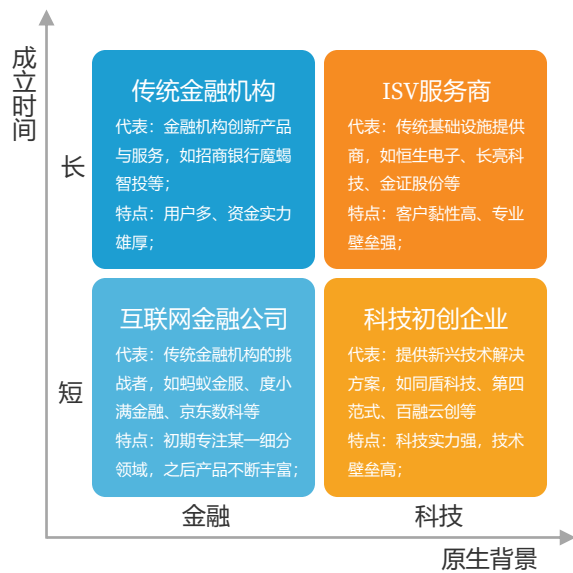 成立时间
长
传统金融机构
代表：金融机构创新产品
与服务，如招商银行魔蝎
智投等；
特点：用户多、资金实力
雄厚；
ISV服务商
代表：传统基础设施提供
商，如恒生电子、长亮科
技、金证股份等
特点：客户黏性高、专业
壁垒强；
短
互联网金融公司
代表：传统金融机构的挑
战者，如蚂蚁金服、度小
满金融、京东数科等
特点：初期专注某一细分
领域，之后产品不断丰富；
科技初创企业
代表：提供新兴技术解决
方案，如同盾科技、第四
范式、百融云创等
特点：科技实力强，技术
壁垒高；
金融
科技
原生背景